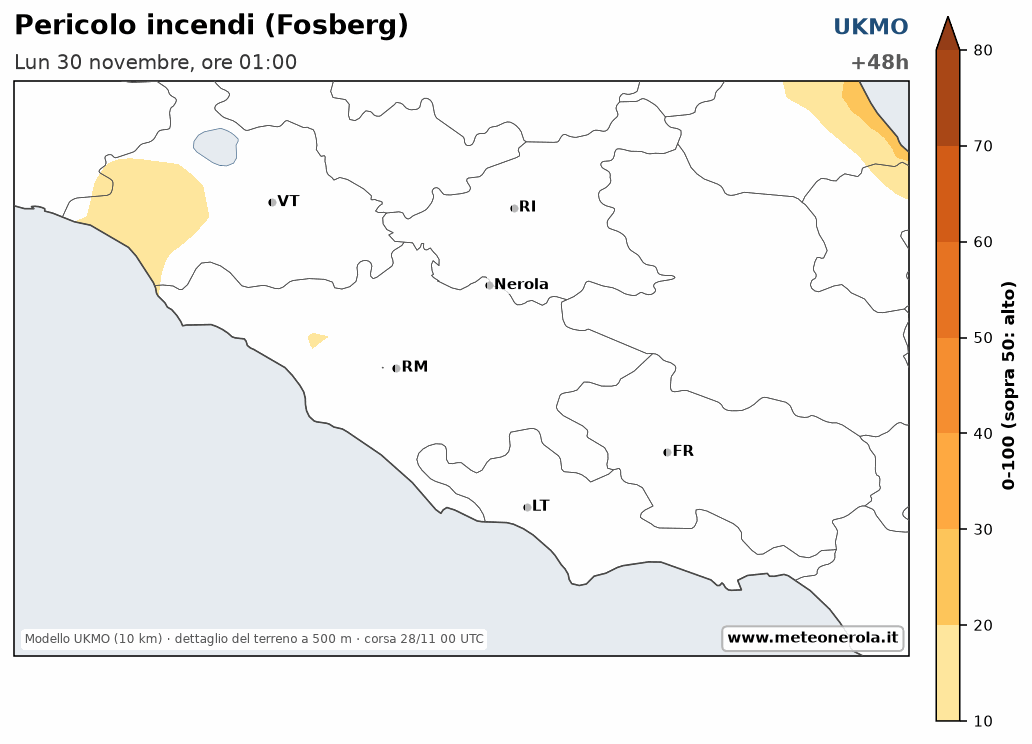 Pericolo incendi (Fosberg)
UKMO
Lun 30 novembre, ore 01:00
+48h
VT
RI
Nerola
RM
FR
LT
Modello UKMO (10 km) · dettaglio del terreno a 500 m · corsa 28/11 00 UTC
www.meteonerola.it
80
70
60
50
40
30
20
10
0-100 (sopra 50: alto)